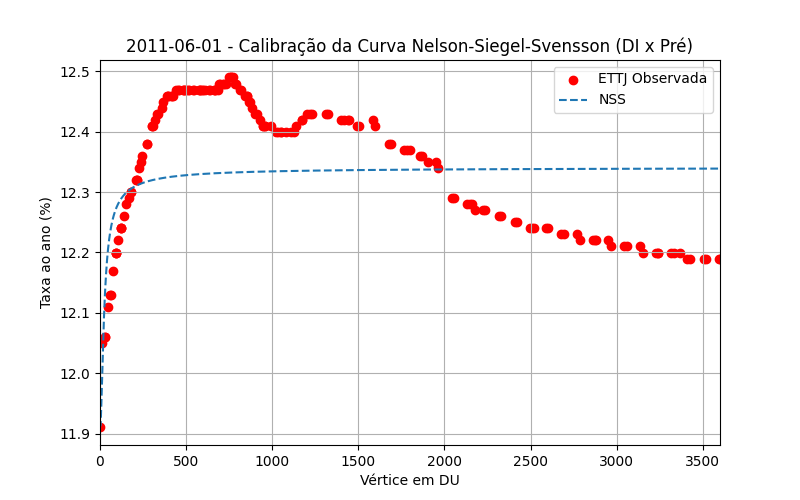 2011-06-01 - Calibração da Curva Nelson-Siegel-Svensson (DI x Pré)
ETTJ Observada
NSS
Taxa ao ano (%)
12.5
12.4
12.3
12.2
12.1
12.0
11.9
0 500 1000 1500 2000 2500 3000 3500
Vértice em DU